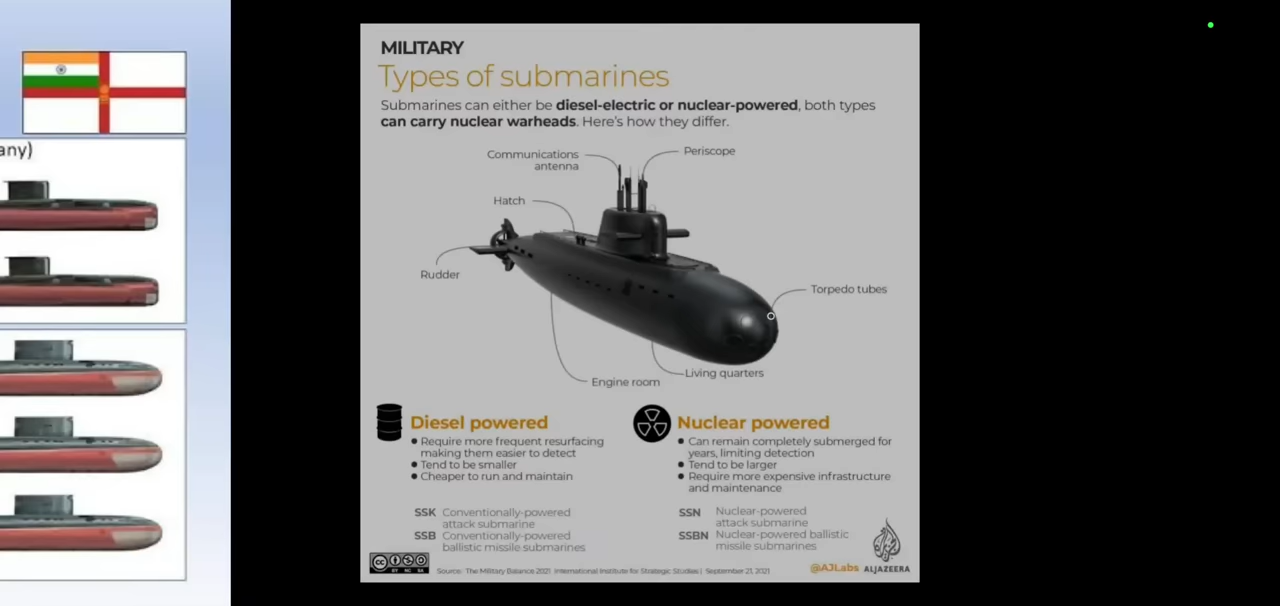 any)
MILITARY
Types of submarines
Submarines can either be diesel-electric or nuclear-powered, both types
can carry nuclear warheads. Here's how they differ.
Communications
antenna
Periscope
Hatch
Rudder
Torpedo tubes
Living quarters
Engine room
Diesel powered
Require more frequent resurfacing
making them easier to detect
Tend to be smaller
Cheaper to run and maintain
SSK Conventionally-powered
attack submarine
SSB Conventionally-powered
ballistic missile submarines
Nuclear powered
Can remain completely submerged for
years, limiting detection
Tend to be larger
Require more expensive infrastructure
and maintenance
SSN Nuclear-powered
attack submarine
SSBN Nuclear-powered ballistic
missile submarines
CC BY NC SA
Source: The Military Balance 2021 International Institute for Strategic Studies | September 21, 2021
@AJLabs ALJAZEERA